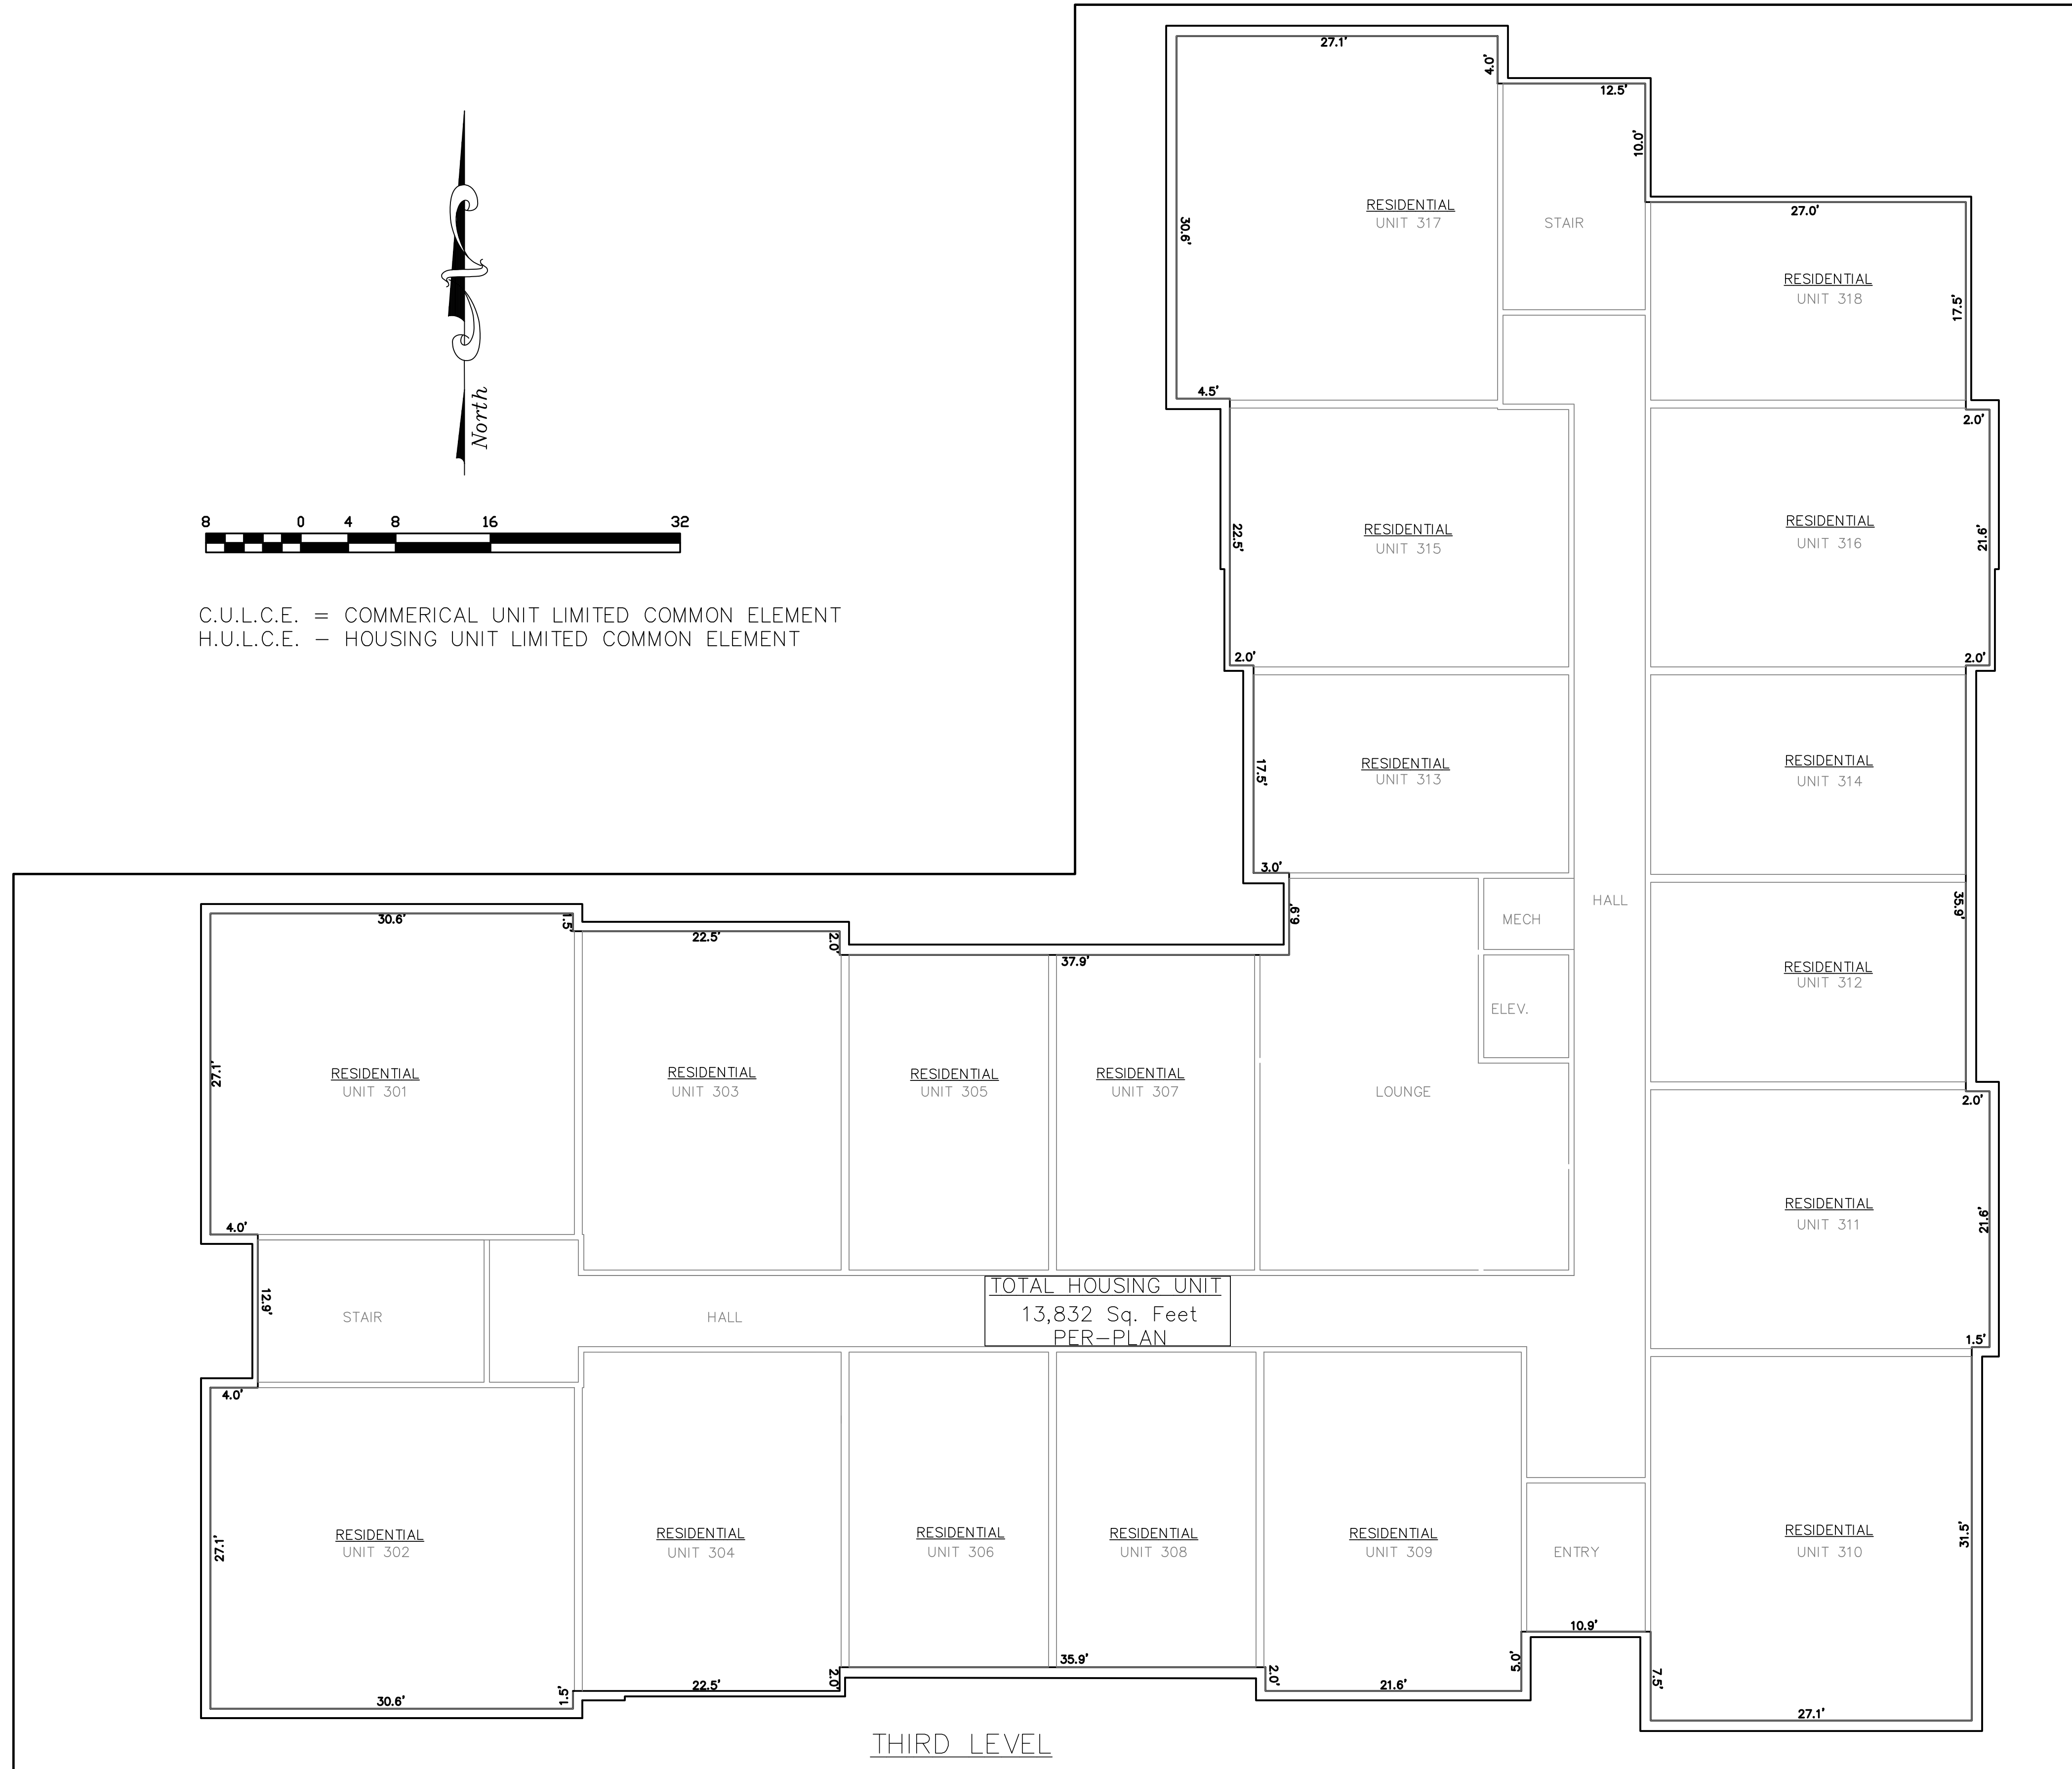 27.1'
4.0'
12.5'
10.0'
27.0'
30.6'
RESIDENTIAL
UNIT 317
STAIR
RESIDENTIAL
UNIT 318
17.5'
4.5'
2.0'
North
8 0 4 8 16 32
C.U.L.C.E. = COMMERICAL UNIT LIMITED COMMON ELEMENT
H.U.L.C.E. - HOUSING UNIT LIMITED COMMON ELEMENT
22.5'
RESIDENTIAL
UNIT 315
RESIDENTIAL
UNIT 316
21.6'
2.0'
2.0'
17.5'
RESIDENTIAL
UNIT 313
RESIDENTIAL
UNIT 314
3.0'
6.9'
MECH
HALL
35.9'
30.6'
1.5'
22.5'
2.0'
37.9'
RESIDENTIAL
UNIT 312
ELEV.
27.1'
RESIDENTIAL
UNIT 301
RESIDENTIAL
UNIT 303
RESIDENTIAL
UNIT 305
RESIDENTIAL
UNIT 307
LOUNGE
2.0'
RESIDENTIAL
UNIT 311
21.6'
4.0'
12.9'
STAIR
HALL
TOTAL HOUSING UNIT
13,832 Sq. Feet
PER-PLAN
1.5'
4.0'
27.1'
RESIDENTIAL
UNIT 302
RESIDENTIAL
UNIT 304
RESIDENTIAL
UNIT 306
RESIDENTIAL
UNIT 308
RESIDENTIAL
UNIT 309
ENTRY
RESIDENTIAL
UNIT 310
31.5'
10.9'
30.6'
1.5'
22.5'
2.0'
35.9'
2.0'
21.6'
5.0'
7.5'
27.1'
THIRD LEVEL